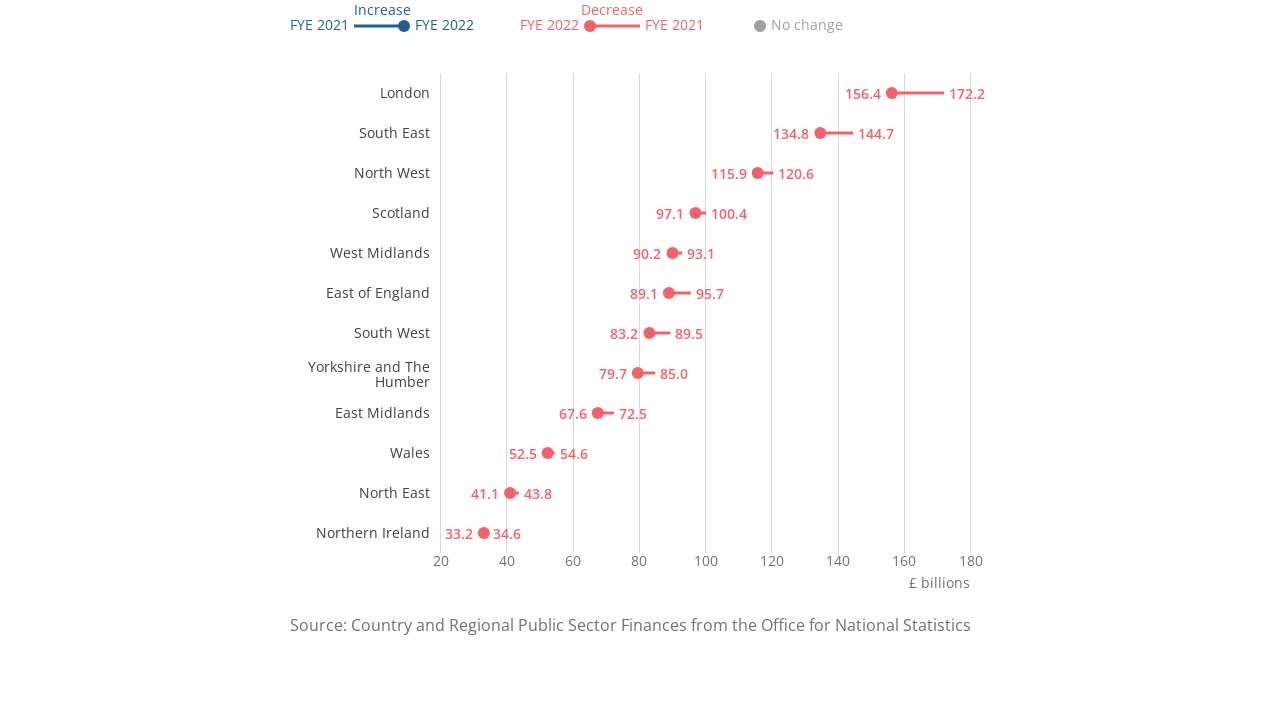 Increase
FYE 2021 FYE 2022
Decrease
FYE 2022 FYE 2021
No change
London 156.4 172.2
South East 134.8 144.7
North West 115.9 120.6
Scotland 97.1 100.4
West Midlands 90.2 93.1
East of England 89.1 95.7
South West 83.2 89.5
Yorkshire and The
Humber 79.7 85.0
East Midlands 67.6 72.5
Wales 52.5 54.6
North East 41.1 43.8
Northern Ireland 33.2 34.6
20 40 60 80 100 120 140 160 180
£ billions
Source: Country and Regional Public Sector Finances from the Office for National Statistics